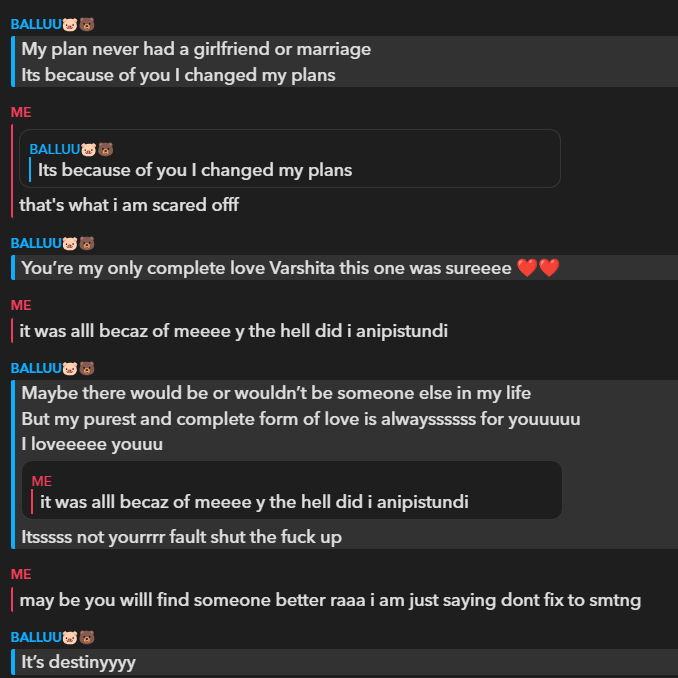 BALLUU🐷🐻
My plan never had a girlfriend or marriage
Its because of you I changed my plans
ME
BALLUU🐷🐻
Its because of you I changed my plans
that's what i am scared offf
BALLUU🐷🐻
You’re my only complete love Varshita this one was sureeee ❤️❤️
ME
it was alll becaz of meeee y the hell did i anipistundi
BALLUU🐷🐻
Maybe there would be or wouldn’t be someone else in my life
But my purest and complete form of love is alwayssssss for youuuuu
I loveeeee youuu
ME
it was alll becaz of meeee y the hell did i anipistundi
Itsssss not yourrrr fault shut the fuck up
ME
may be you willl find someone better raaa i am just saying dont fix to smtng
BALLUU🐷🐻
It’s destinyyyy